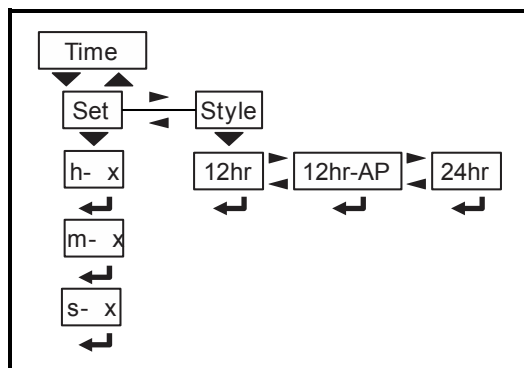 Time
Set Style
h- x 12hr 12hr-AP 24hr
m- x
s- x